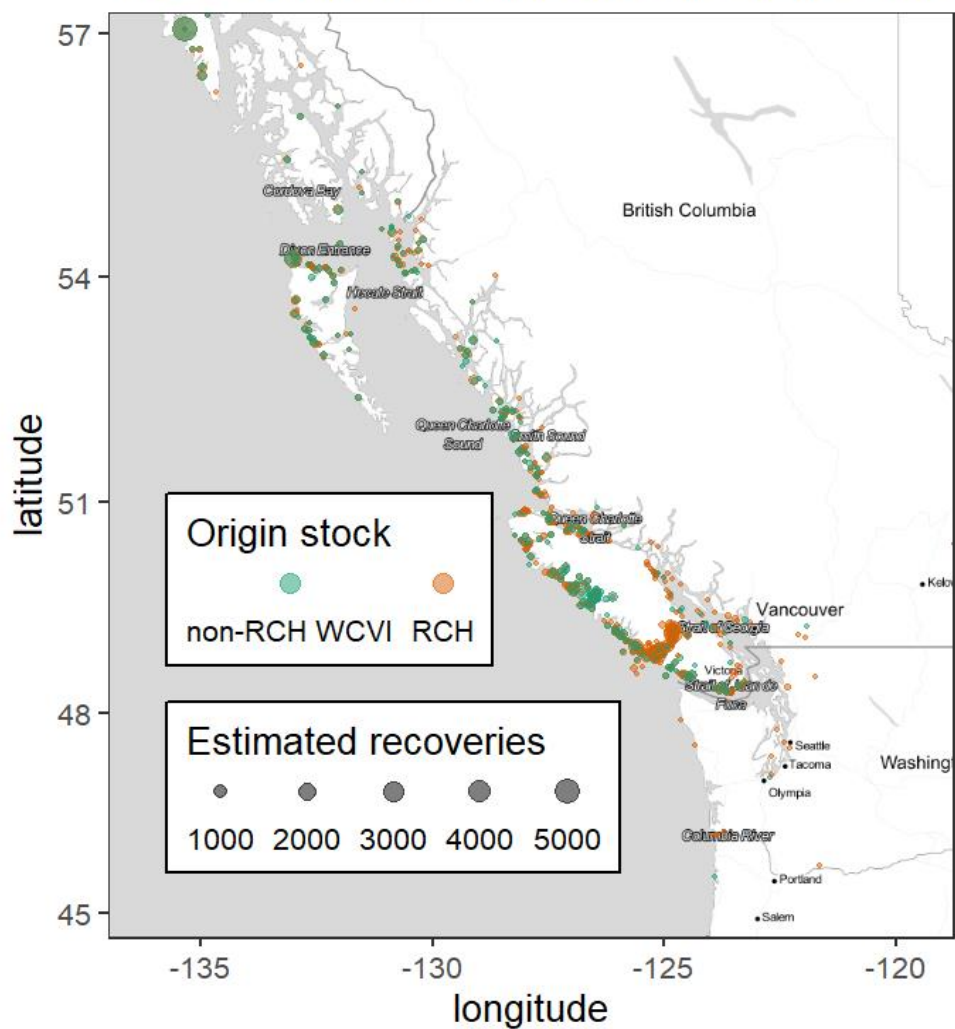 57
54
51
48
45
latitude
Cordova Bay
British Columbia
Dixon Entrance
Hecate Strait
Queen Charlotte
Sound
Smith Sound
Queen Charlotte
Strait
Origin stock
non-RCH WCVI RCH
Kelow
Vancouver
Strait of Georgia
Victoria
Strait of Juan de
Fuca
Estimated recoveries
1000 2000 3000 4000 5000
Seattle
Tacoma
Washingt
Olympia
Columbia River
Portland
Salem
-135 -130 -125 -120
longitude